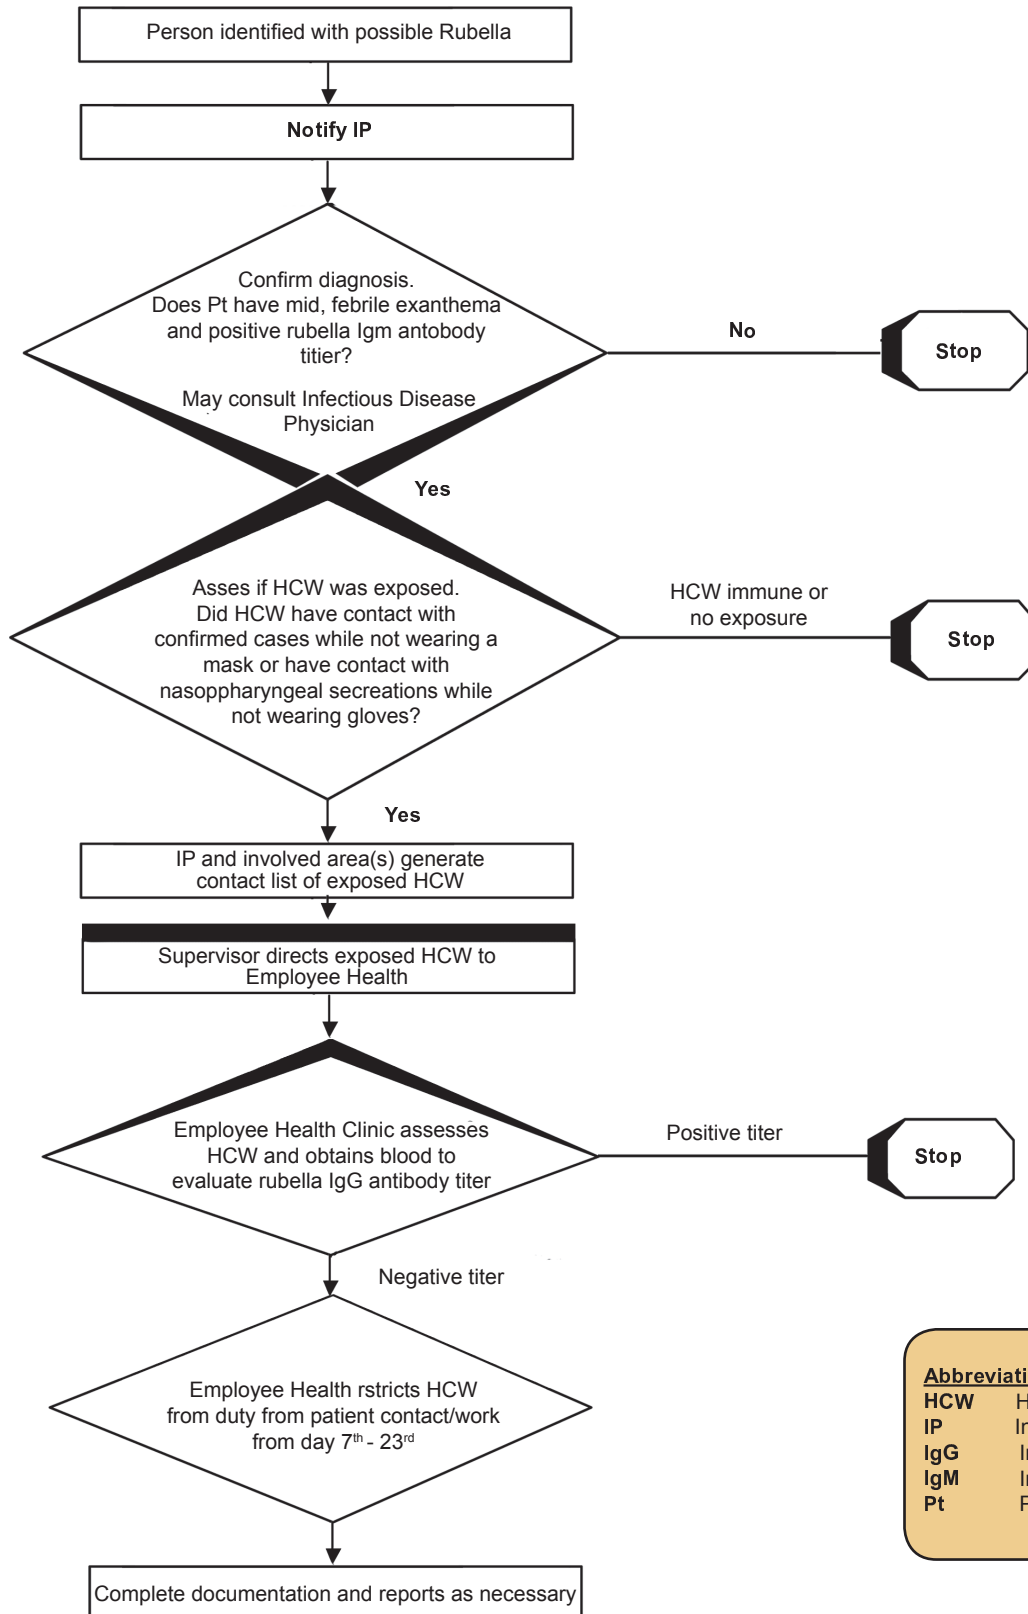 Person identified with possible Rubella
Notify IP
Confirm diagnosis.
Does Pt have mid, febrile exanthema
and positive rubella Igm antobody
titier?
May consult Infectious Disease
Physician
No
Stop
Yes
Asses if HCW was exposed.
Did HCW have contact with
confirmed cases while not wearing a
mask or have contact with
nasoppharyngeal secreations while
not wearing gloves?
HCW immune or
no exposure
Stop
Yes
IP and involved area(s) generate
contact list of exposed HCW
Supervisor directs exposed HCW to
Employee Health
Employee Health Clinic assesses
HCW and obtains blood to
evaluate rubella IgG antibody titer
Positive titer
Stop
Negative titer
Employee Health rstricts HCW
from duty from patient contact/work
from day 7th - 23rd
Complete documentation and reports as necessary
Abbreviati
HCW H
IP In
IgG
IgM
Pt